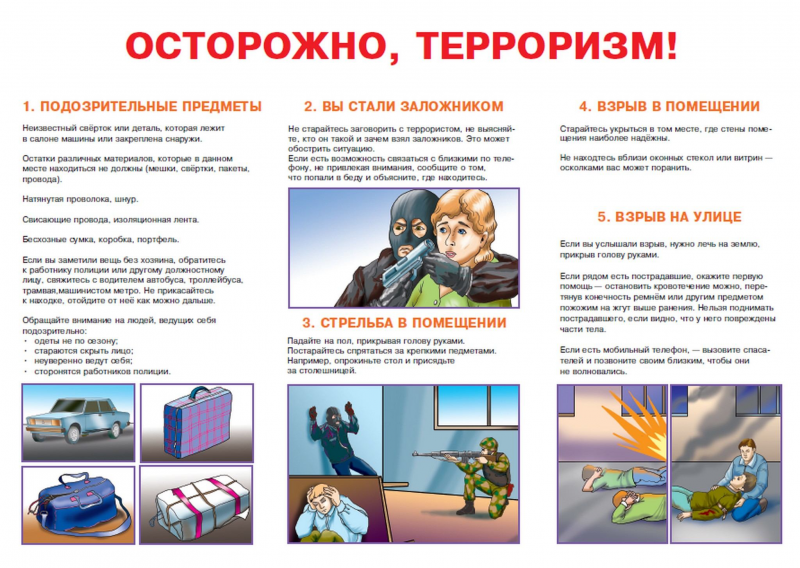 ОСТОРОЖНО, ТЕРРОРИЗМ!
1. ПОДОЗРИТЕЛЬНЫЕ ПРЕДМЕТЫ
Неизвестный свёрток или деталь, которая лежит
в салоне машины или закреплена снаружи.
Остатки различных материалов, которые в данном
месте находиться не должны (мешки, свёртки, пакеты,
провода).
Натянутая проволока, шнур.
Свисающие провода, изоляционная лента.
Бесхозные сумка, коробка, портфель.
Если вы заметили вещь без хозяина, обратитесь
к работнику полиции или другому должностному
лицу, свяжитесь с водителем автобуса, троллейбуса,
трамвая,машинистом метро. Не прикасайтесь
к находке, отойдите от неё как можно дальше.
Обращайте внимание на людей, ведущих себя
подозрительно:
· одеты не по сезону;
· стараются скрыть лицо;
· неуверенно ведут себя;
· сторонятся работников полиции.
2. ВЫ СТАЛИ ЗАЛОЖНИКОМ
Не старайтесь заговорить с террористом, не выясняй-
те, кто он такой и зачем взял заложников. Это может
обострить ситуацию.
Если есть возможность связаться с близкими по теле-
фону, не привлекая внимания, сообщите о том,
что попали в беду и объясните, где находитесь.
3. СТРЕЛЬБА В ПОМЕЩЕНИИ
Падайте на пол, прикрывая голову руками.
Постарайтесь спрятаться за крепкими педметами.
Например, опрокиньте стол и присядьте
за столешницей.
4. ВЗРЫВ В ПОМЕЩЕНИИ
Старайтесь укрыться в том месте, где стены поме-
щения наиболее надёжны.
Не находтесь вблизи оконных стекол или витрин —
осколками вас может поранить.
5. ВЗРЫВ НА УЛИЦЕ
Если вы услышали взрыв, нужно лечь на землю,
прикрыв голову руками.
Если рядом есть пострадавшие, окажите первую
помощь — остановить кровотечение можно, пере-
тянув конечность ремнём или другим предметом
похожим на жгут выше ранения. Нельзя поднимать
пострадавшего, если видно, что у него повреждены
части тела.
Если есть мобильный телефон, — вызовите спаса-
телей и позвоните своим близким, чтобы они
не волновались.